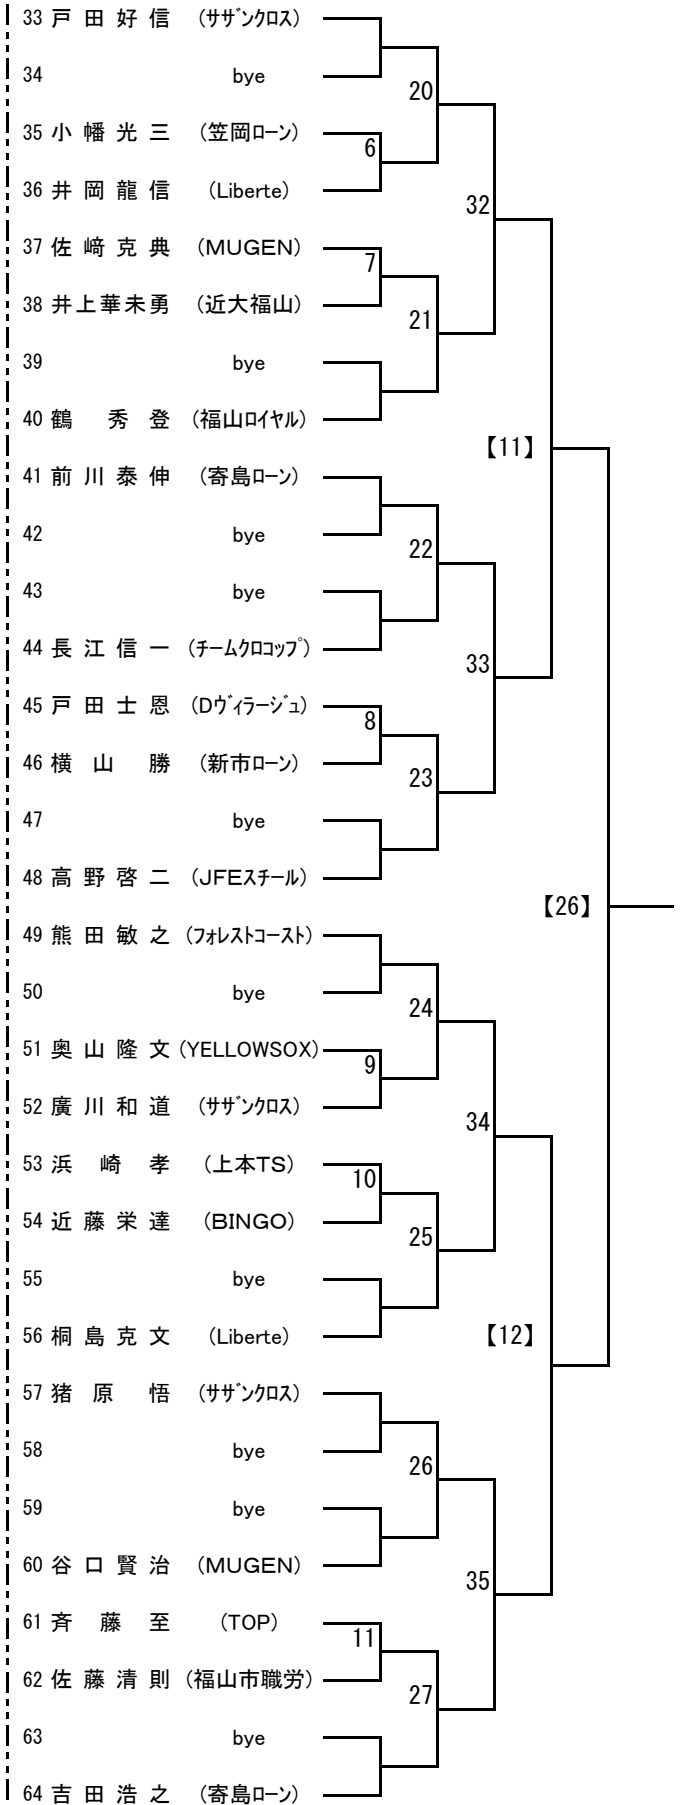 33 戸田好信 (サザンクロス)
34 bye
20
35 小幡光三 (笠岡ローン)
6
36 井岡龍信 (Liberte)
32
37 佐﨑克典 (MUGEN)
7
38 井上華未勇 (近大福山)
21
39 bye
40 鶴 秀登 (福山ロイヤル)
【11】
41 前川泰伸 (寄島ローン)
42 bye
22
43 bye
44 長江信一 (チームクロコップ)
33
45 戸田士恩 (Dヴィラージュ)
8
46 横山 勝 (新市ローン)
23
47 bye
48 高野啓二 (JFEスチール)
【26】
49 熊田敏之 (フォレストコースト)
50 bye
24
51 奥山隆文 (YELLOWSOX)
9
52 廣川和道 (サザンクロス)
34
53 浜崎孝 (上本TS)
10
54 近藤栄達 (BINGO)
25
55 bye
56 桐島克文 (Liberte)
【12】
57 猪原 悟 (サザンクロス)
58 bye
26
59 bye
60 谷口賢治 (MUGEN)
35
61 斉藤至 (TOP)
11
62 佐藤清則 (福山市職労)
27
63 bye
64 吉田浩之 (寄島ローン)